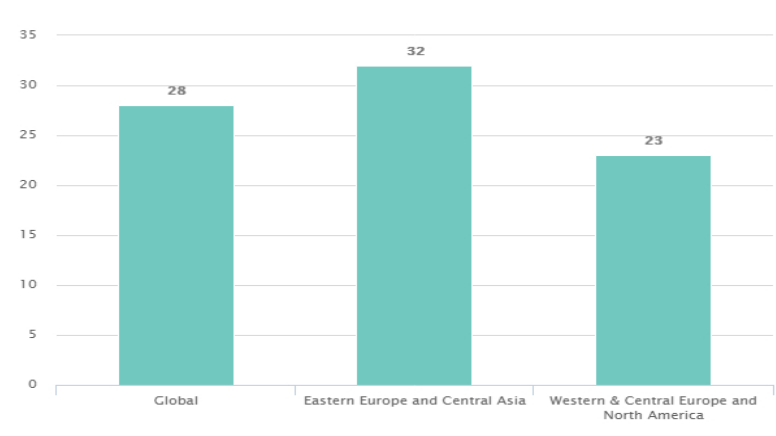 35
32
30
28
25
23
20
15
10
5
0
Global
Eastern Europe and Central Asia
Western & Central Europe and
North America